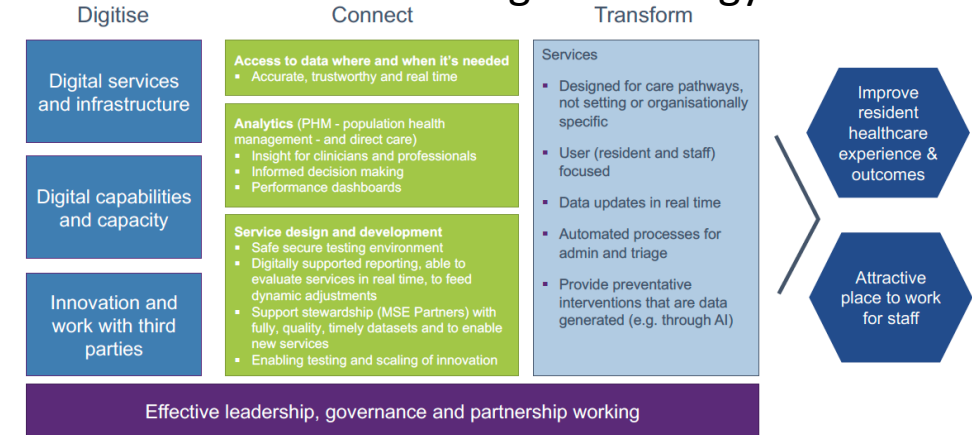 Digitise
Connect
Transform
Digital services
and infrastructure
Digital capabilities
and capacity
Innovation and
work with third
parties
Access to data where and when it's needed
▪ Accurate, trustworthy and real time
Analytics (PHM - population health
management - and direct care)
▪ Insight for clinicians and professionals
▪ Informed decision making
▪ Performance dashboards
Service design and development
▪ Safe secure testing environment
▪ Digitally supported reporting, able to
evaluate services in real time, to feed
dynamic adjustments
▪ Support stewardship (MSE Partners) with
fully, quality, timely datasets and to enable
new services
▪ Enabling testing and scaling of innovation
Services
▪ Designed for care pathways,
not setting or organisationally
specific
▪ User (resident and staff)
focused
▪ Data updates in real time
▪ Automated processes for
admin and triage
▪ Provide preventative
interventions that are data
generated (e.g. through AI)
Improve
resident
healthcare
experience &
outcomes
Attractive
place to work
for staff
Effective leadership, governance and partnership working